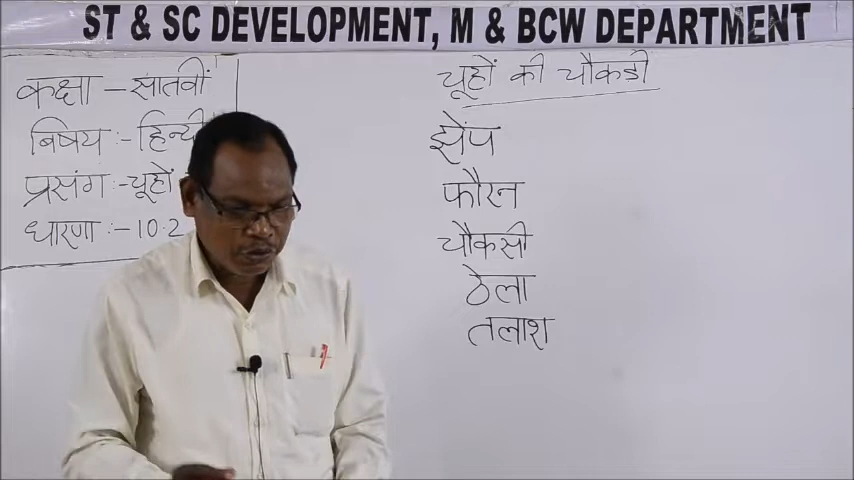 ST & SC DEVELOPMENT, M & BCW DEPARTMENT
कक्षा – सातवीं
बिषय :- हिन्दी
प्रसंग :- चूहों
धारणा :- 10.2
चूहों की चौकडी
झेंप
फौरन
चौकसी
ठेला
तलाश